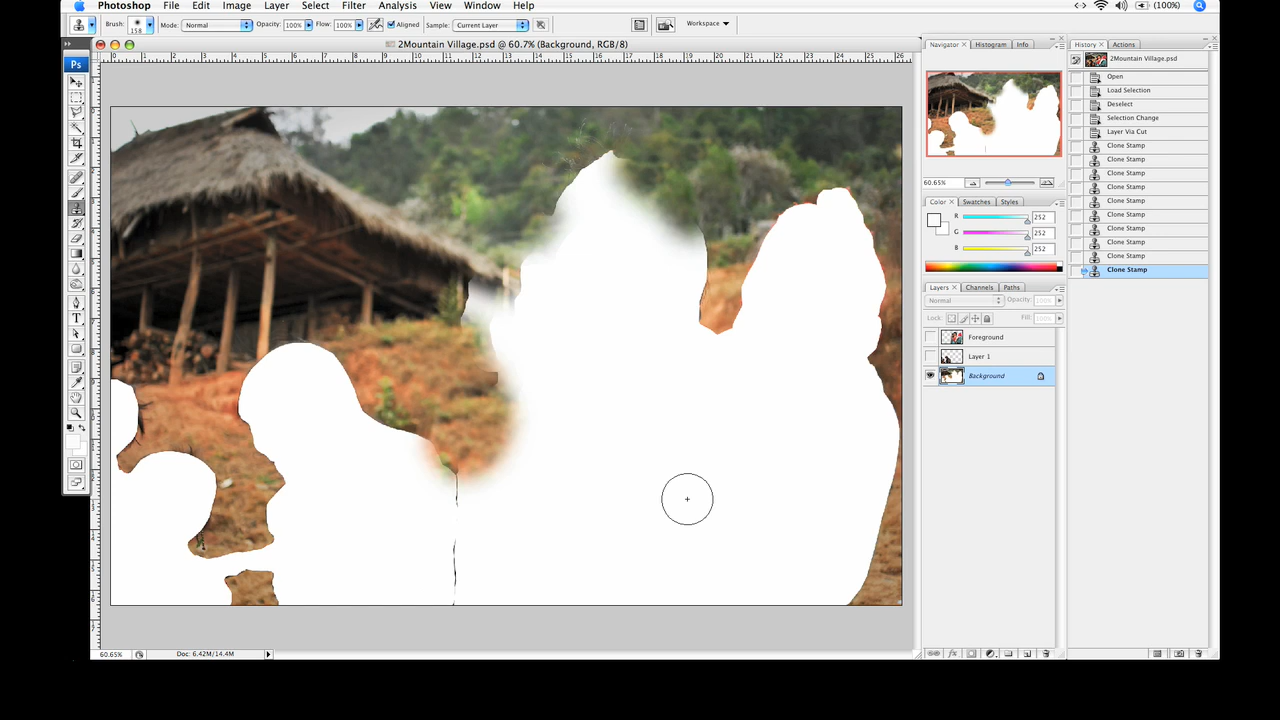 Photoshop File Edit Image Layer Select Filter Analysis View Window Help (100%)
Brush: 158 Mode: Normal Opacity: 100% Flow: 100% Aligned Sample: Current Layer Workspace
2Mountain Village.psd @ 60.7% (Background, RGB/8)
Ps
Navigator Histogram Info
60.65%
Color Swatches Styles
R 252
G 252
B 252
Layers Channels Paths
Normal Opacity: 100%
Lock: Fill: 100%
Foreground
Layer 1
Background
History Actions
2Mountain Village.psd
Open
Load Selection
Deselect
Selection Change
Layer Via Cut
Clone Stamp
Clone Stamp
Clone Stamp
Clone Stamp
Clone Stamp
Clone Stamp
Clone Stamp
Clone Stamp
Clone Stamp
Clone Stamp
60.65% Doc: 6.42M/14.4M